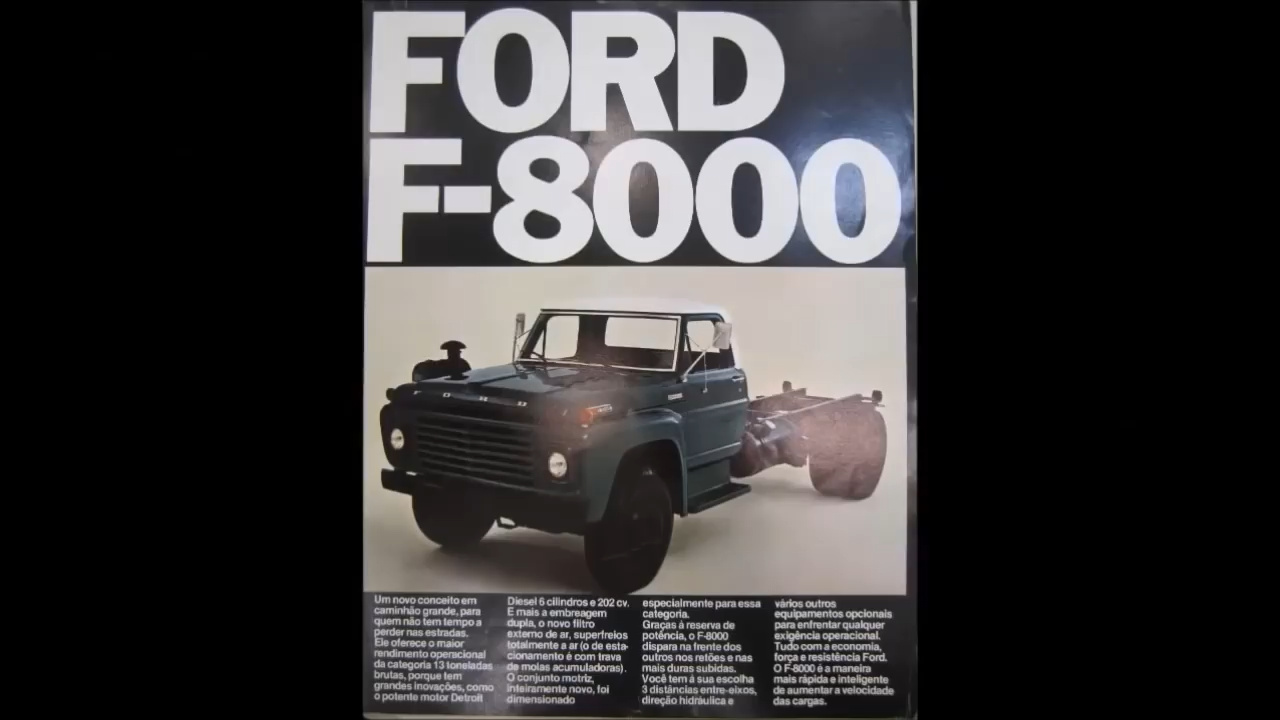 FORD
F-8000
FORD
Um novo conceito em
caminhão grande, para
quem não tem tempo a
perder nas estradas.
Ele oferece o maior
rendimento operacional
da categoria 13 toneladas
brutas, porque tem
grandes inovações, como
o potente motor Detroit
Diesel 6 cilindros e 202 cv.
E mais a embreagem
dupla, o novo filtro
externo de ar, superfreios
totalmente a ar (o de esta-
cionamento é com trava
de molas acumuladoras).
O conjunto motriz,
inteiramente novo, foi
dimensionado
especialmente para essa
categoria.
Graças à reserva de
potência, o F-8000
dispara na frente dos
outros nos retões e nas
mais duras subidas.
Você tem à sua escolha
3 distâncias entre-eixos,
direção hidráulica e
vários outros
equipamentos opcionais
para enfrentar qualquer
exigência operacional.
Tudo com a economia,
força e resistência Ford.
O F-8000 é a maneira
mais rápida e inteligente
de aumentar a velocidade
das cargas.